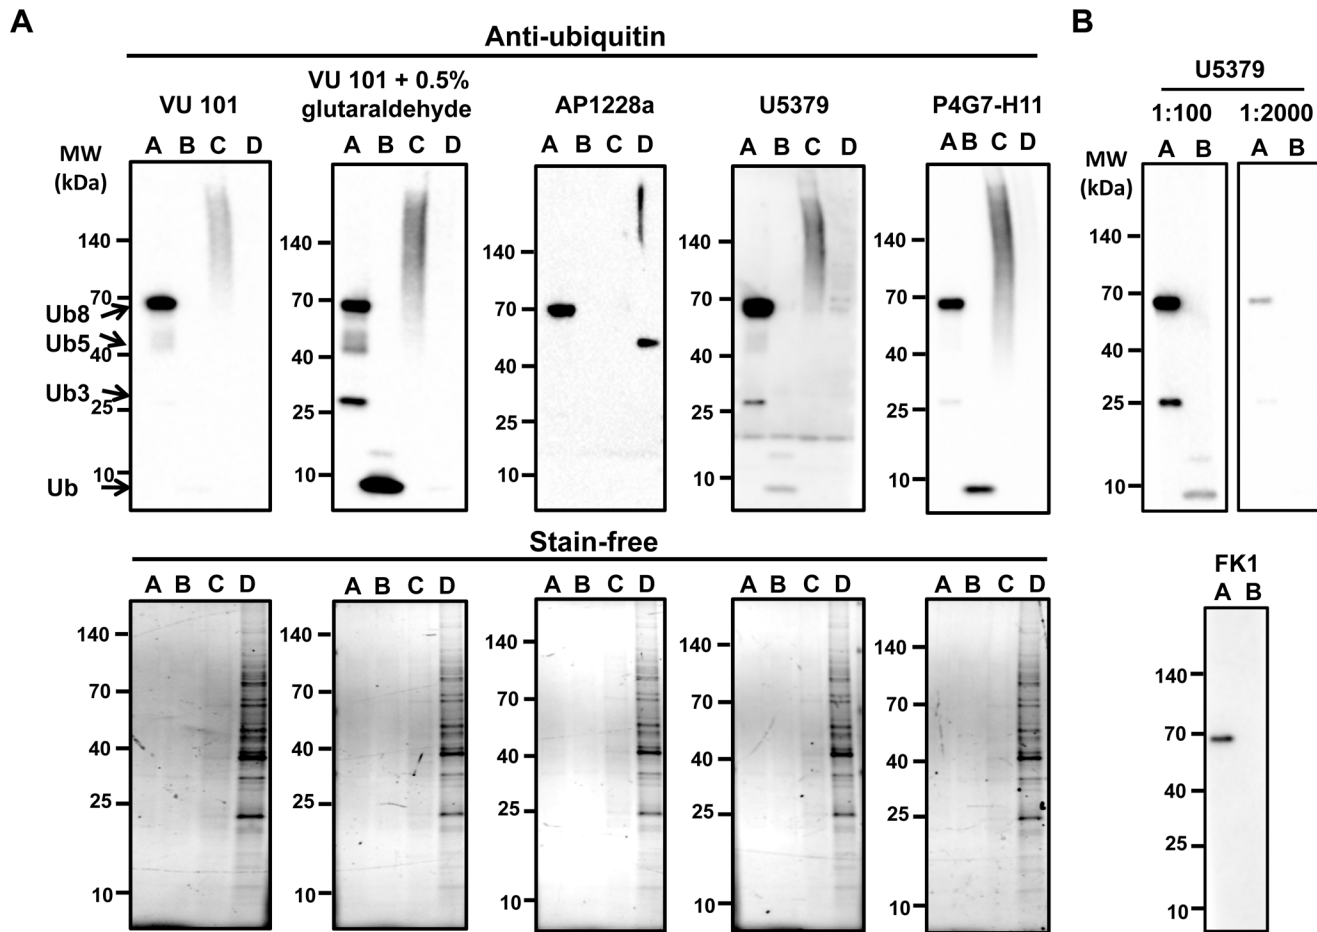 A
B
Anti-ubiquitin
VU 101
VU 101 + 0.5%
glutaraldehyde
AP1228a
U5379
P4G7-H11
U5379
1:100 1:2000
MW
(kDa)
A B C D
A B C D
A B C D
A B C D
A B C D
MW
(kDa)
A B
A B
140
70
Ub8
Ub5
40
Ub3
25
10
Ub
140
70
40
25
10
140
70
40
25
10
140
70
40
25
10
140
70
40
25
10
140
70
40
25
10
Stain-free
A B C D
A B C D
A B C D
A B C D
A B C D
140
70
40
25
10
140
70
40
25
10
140
70
40
25
10
140
70
40
25
10
140
70
40
25
10
FK1
A B
140
70
40
25
10